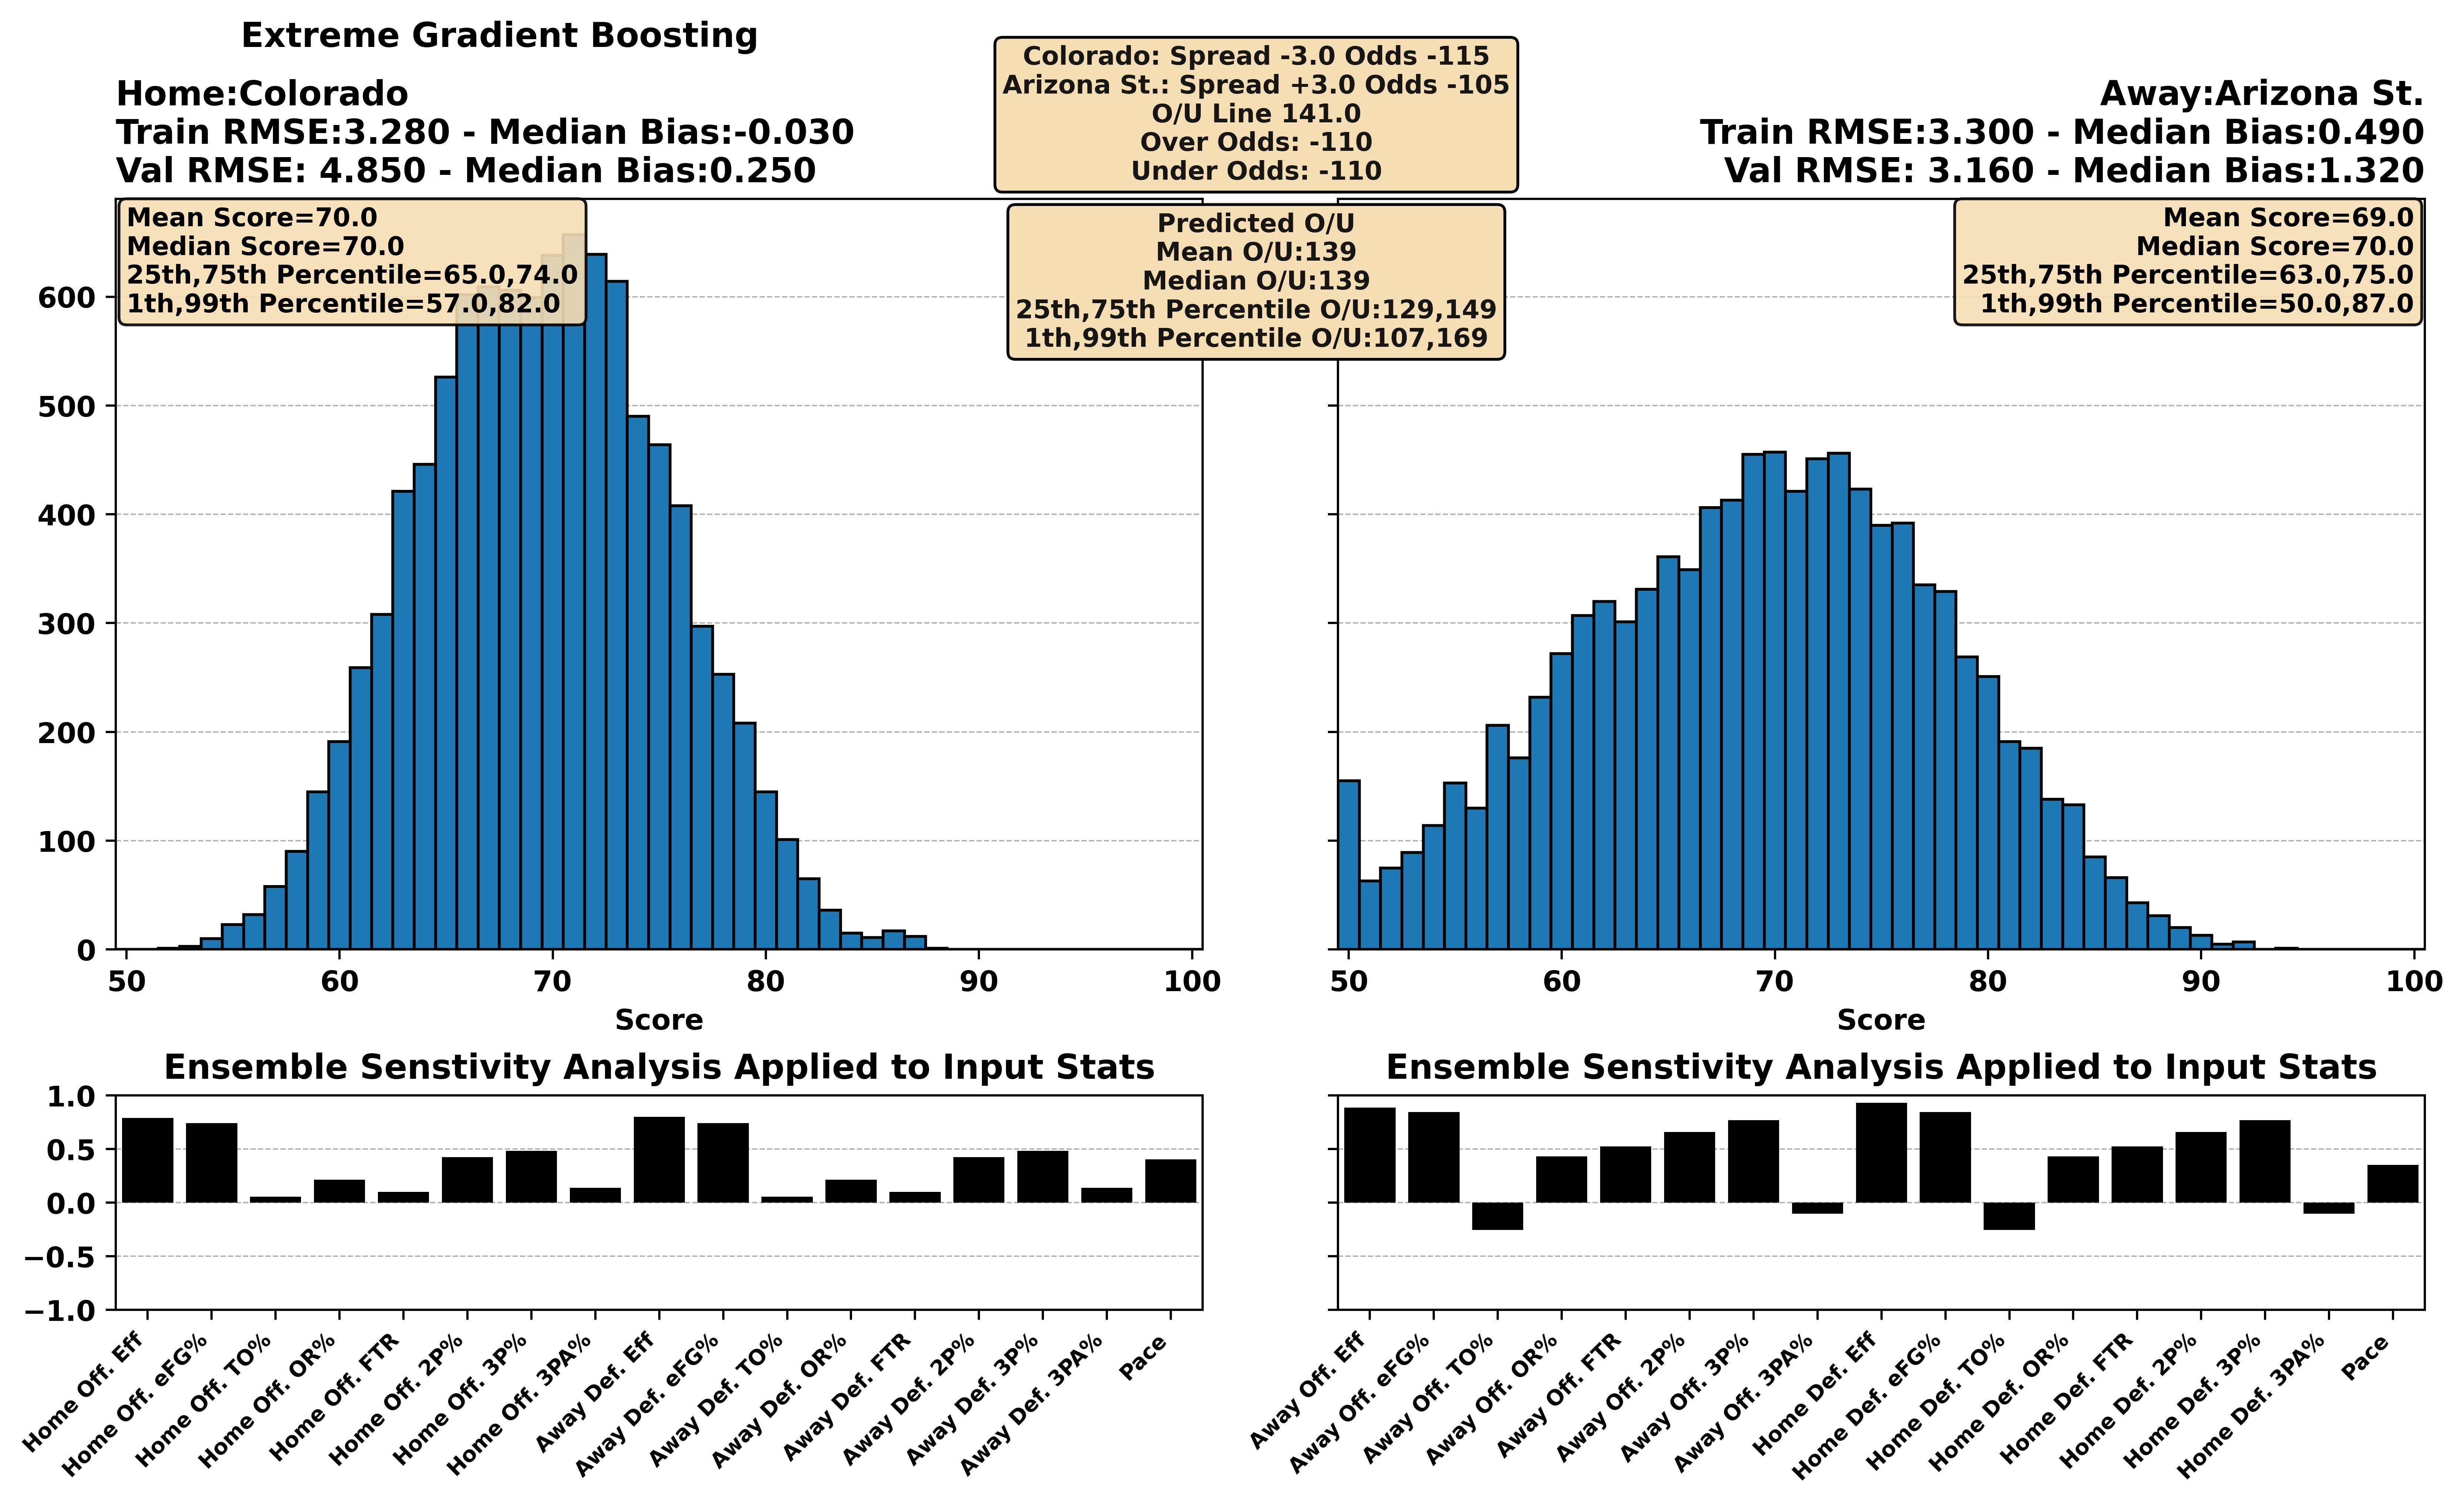 Extreme Gradient Boosting
Home:Colorado
Train RMSE:3.280 - Median Bias:-0.030
Val RMSE: 4.850 - Median Bias:0.250
Colorado: Spread -3.0 Odds -115
Arizona St.: Spread +3.0 Odds -105
O/U Line 141.0
Over Odds: -110
Under Odds: -110
Away:Arizona St.
Train RMSE:3.300 - Median Bias:0.490
Val RMSE: 3.160 - Median Bias:1.320
Mean Score=70.0
Median Score=70.0
25th,75th Percentile=65.0,74.0
1th,99th Percentile=57.0,82.0
Predicted O/U
Mean O/U:139
Median O/U:139
25th,75th Percentile O/U:129,149
1th,99th Percentile O/U:107,169
Mean Score=69.0
Median Score=70.0
25th,75th Percentile=63.0,75.0
1th,99th Percentile=50.0,87.0
600
500
400
300
200
100
0
50 60 70 80 90 100
Score
50 60 70 80 90 100
Score
Ensemble Senstivity Analysis Applied to Input Stats
1.0
0.5
0.0
−0.5
−1.0
Home Off. Eff
Home Off. eFG%
Home Off. TO%
Home Off. OR%
Home Off. FTR
Home Off. 2P%
Home Off. 3P%
Home Off. 3PA%
Away Def. Eff
Away Def. eFG%
Away Def. TO%
Away Def. OR%
Away Def. FTR
Away Def. 2P%
Away Def. 3P%
Away Def. 3PA%
Pace
Ensemble Senstivity Analysis Applied to Input Stats
Away Off. Eff
Away Off. eFG%
Away Off. TO%
Away Off. OR%
Away Off. FTR
Away Off. 2P%
Away Off. 3P%
Away Off. 3PA%
Home Def. Eff
Home Def. eFG%
Home Def. TO%
Home Def. OR%
Home Def. FTR
Home Def. 2P%
Home Def. 3P%
Home Def. 3PA%
Pace